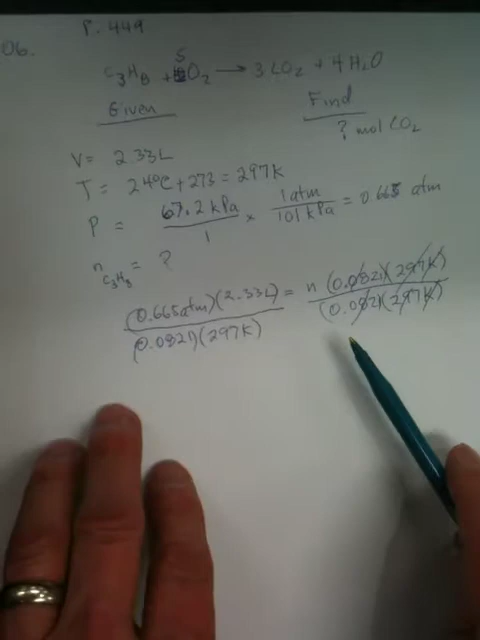 P. 449
06.
C3H8 + 5O2 → 3CO2 + 4H2O
Given
Find
? mol CO2
V = 2.33L
T = 24°C + 273 = 297K
P = 67.2 kPa / 1 × 1 atm / 101 kPa = 0.665 atm
nC3H8 = ?
(0.665atm)(2.33L) / (0.0821)(297K) = n (0.0821)(297K) / (0.0821)(297K)